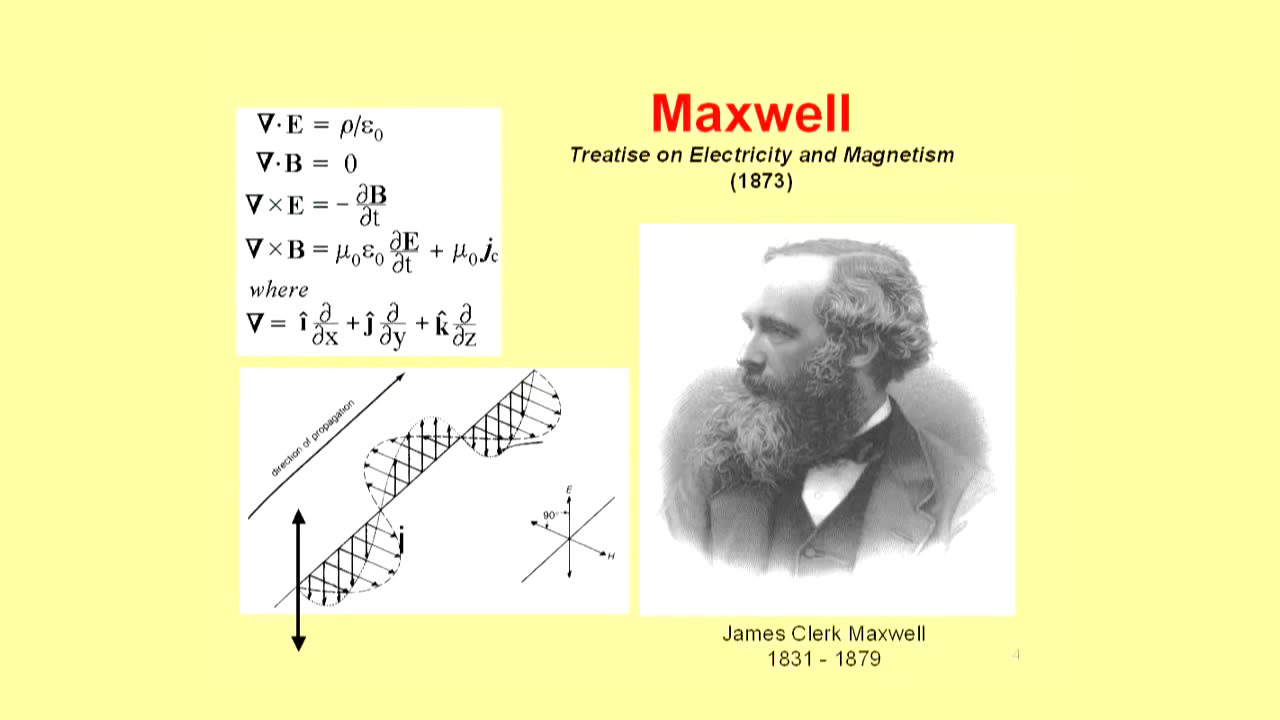 ∇·E = ρ/ε₀
∇·B = 0
∇×E = -∂B/∂t
∇×B = μ₀ε₀ ∂E/∂t + μ₀j꜀
where
∇ = î ∂/∂x + ĵ ∂/∂y + k̂ ∂/∂z
Maxwell
Treatise on Electricity and Magnetism
(1873)
direction of propagation
i
E
90°
H
James Clerk Maxwell
1831 - 1879
4